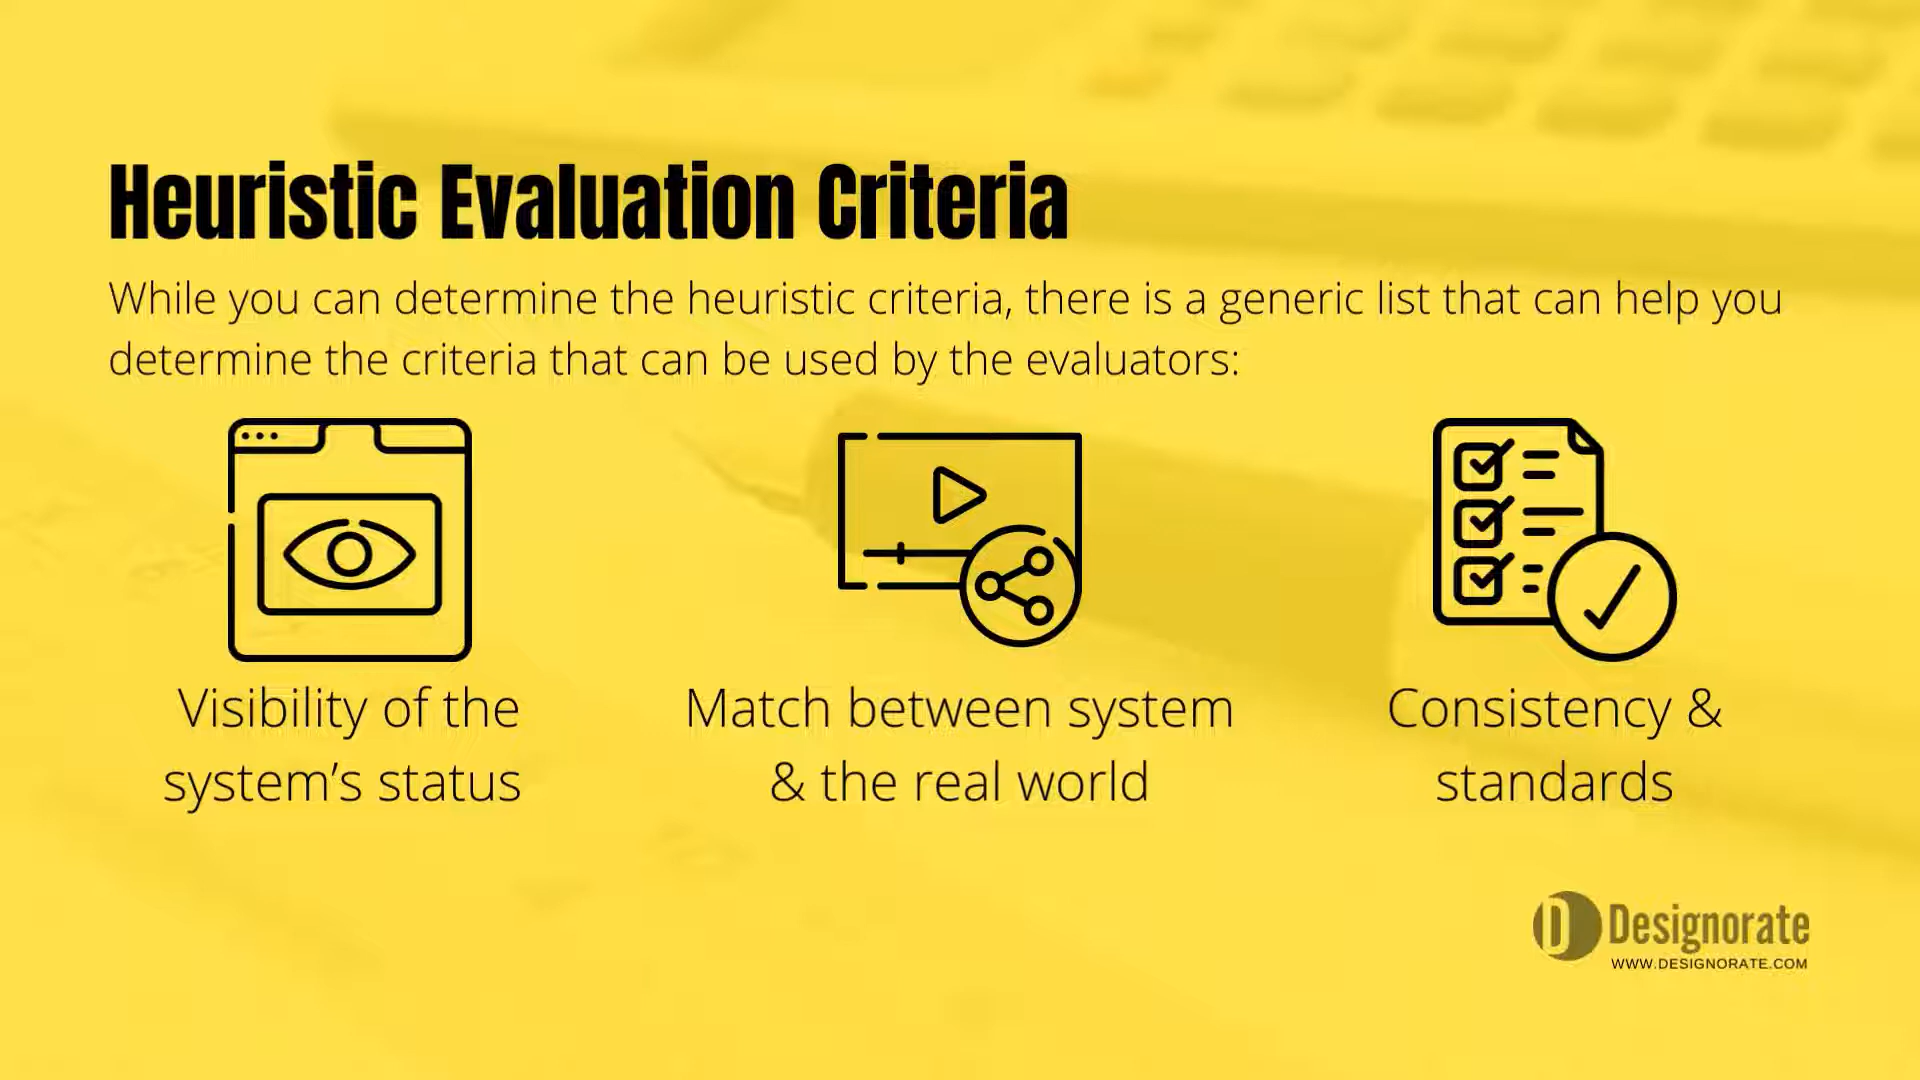 Heuristic Evaluation Criteria
While you can determine the heuristic criteria, there is a generic list that can help you
determine the criteria that can be used by the evaluators:
Visibility of the
system’s status
Match between system
& the real world
Consistency &
standards
Designorate
WWW.DESIGNORATE.COM